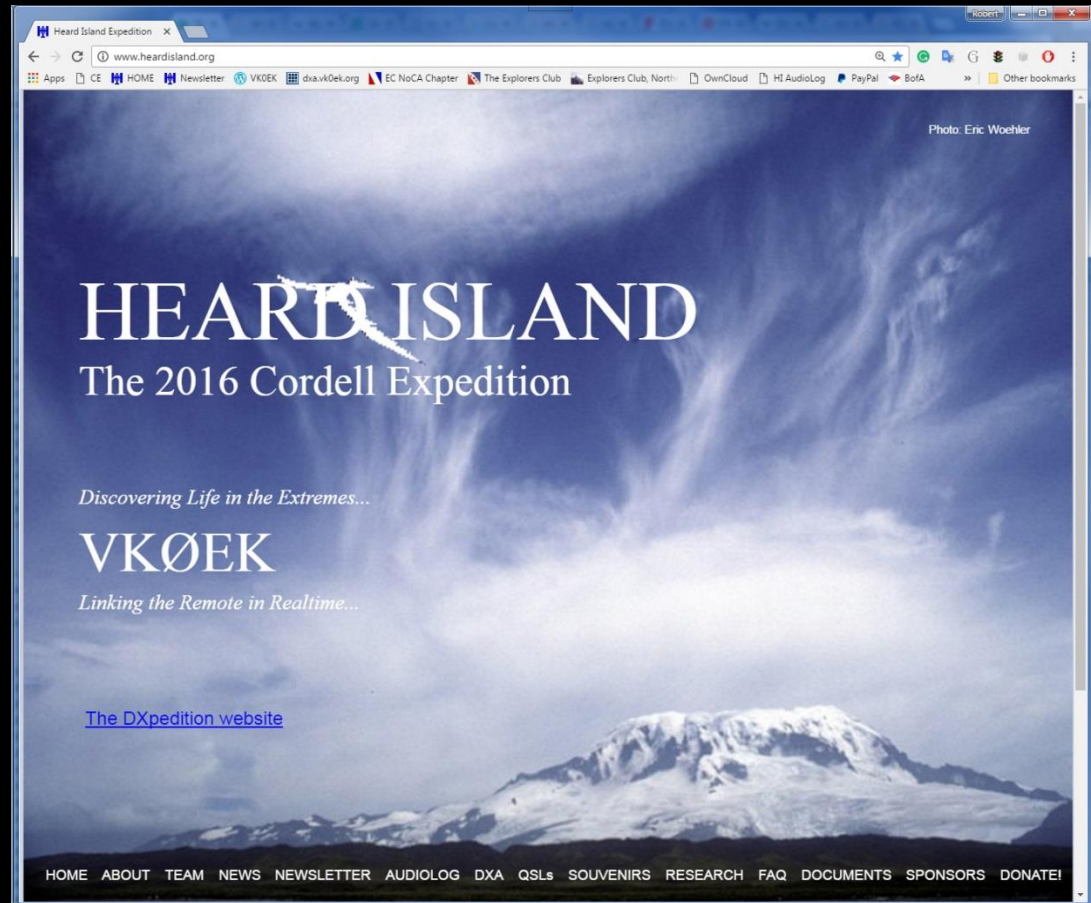 Robert
Heard Island Expedition
www.heardisland.org
Apps CE HOME Newsletter VK0EK dxa.vk0ek.org EC NoCA Chapter The Explorers Club Explorers Club, North OwnCloud HI AudioLog PayPal BofA » Other bookmarks
Photo: Eric Woehler
HEARD ISLAND
The 2016 Cordell Expedition
Discovering Life in the Extremes...
VKØEK
Linking the Remote in Realtime...
The DXpedition website
HOME ABOUT TEAM NEWS NEWSLETTER AUDIOLOG DXA QSLs SOUVENIRS RESEARCH FAQ DOCUMENTS SPONSORS DONATE!